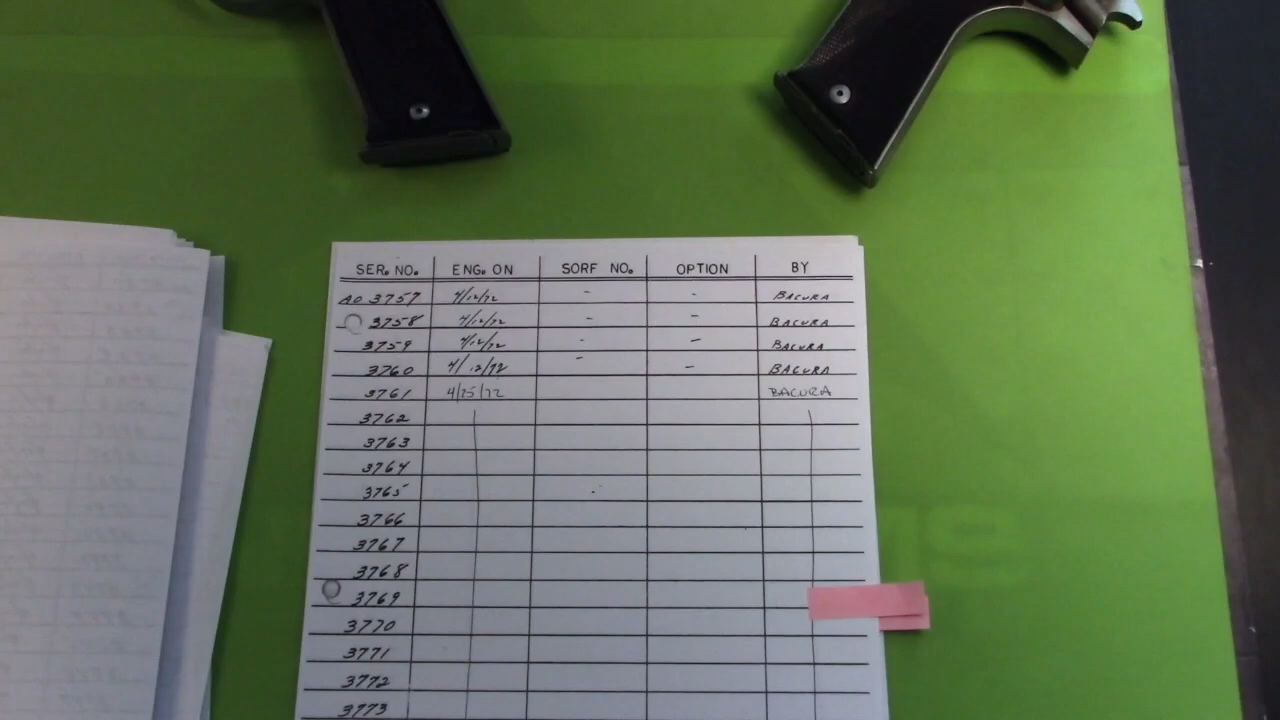 SER. NO. ENG. ON SORF NO. OPTION BY
AO 3757 4/12/72 - - BACURA
3758 4/12/72 - - BACURA
3759 4/12/72 - - BACURA
3760 4/12/72 - - BACURA
3761 4/25/72 BACURA
3762
3763
3764
3765
3766
3767
3768
3769
3770
3771
3772
3773